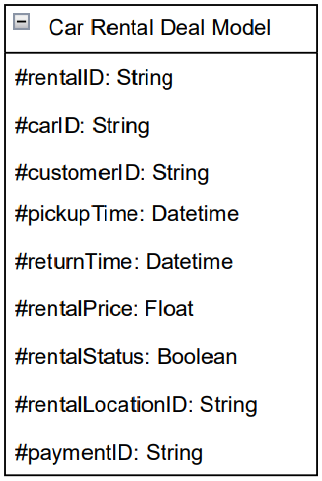 Car Rental Deal Model
#rentalID: String
#carID: String
#customerID: String
#pickupTime: Datetime
#returnTime: Datetime
#rentalPrice: Float
#rentalStatus: Boolean
#rentalLocationID: String
#paymentID: String